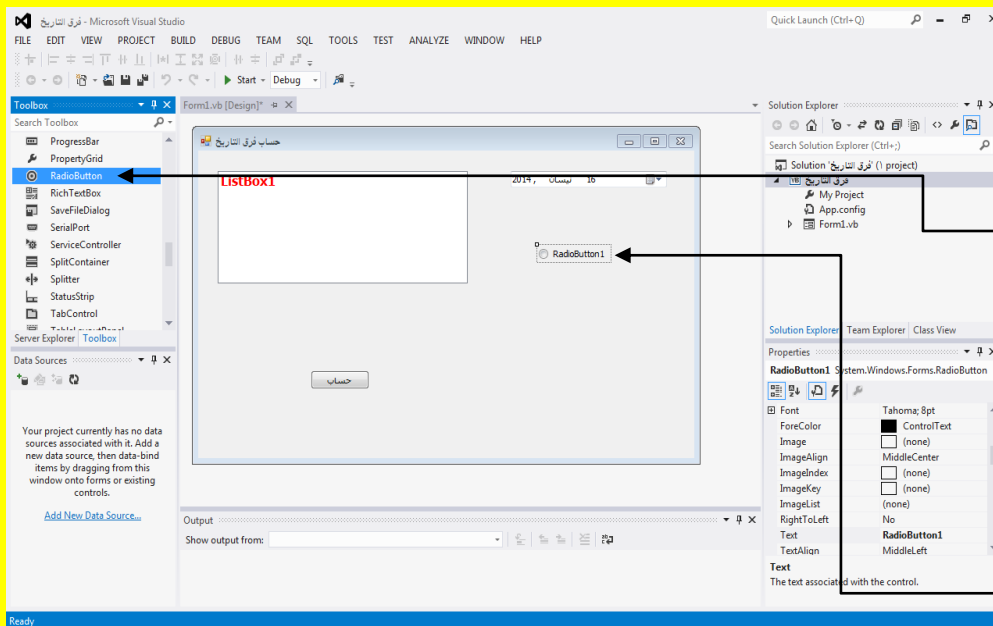 فرق التاريخ - Microsoft Visual Studio
Quick Launch (Ctrl+Q)
FILE EDIT VIEW PROJECT BUILD DEBUG TEAM SQL TOOLS TEST ANALYZE WINDOW HELP
Start Debug
Toolbox
Search Toolbox
ProgressBar
PropertyGrid
RadioButton
RichTextBox
SaveFileDialog
SerialPort
ServiceController
SplitContainer
Splitter
StatusStrip
TabControl
Server Explorer Toolbox
Data Sources
Your project currently has no data
sources associated with it. Add a
new data source, then data-bind
items by dragging from this
window onto forms or existing
controls.
Add New Data Source...
Form1.vb [Design]*
حساب فرق التاريخ
ListBox1
2014 , نيسان 16
RadioButton1
حساب
Output
Show output from:
Solution Explorer
Search Solution Explorer (Ctrl+;)
Solution 'فرق التاريخ' () project)
فرق التاريخ
My Project
App.config
Form1.vb
Solution Explorer Team Explorer Class View
Properties
RadioButton1 System.Windows.Forms.RadioButton
Font Tahoma; 8pt
ForeColor ControlText
Image (none)
ImageAlign MiddleCenter
ImageIndex (none)
ImageKey (none)
ImageList (none)
RightToLeft No
Text RadioButton1
TextAlign MiddleLeft
Text
The text associated with the control.
Ready